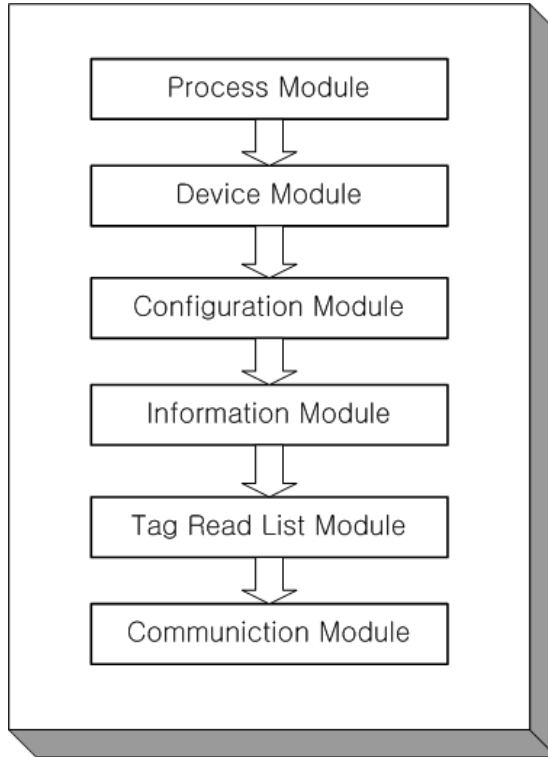 Process Module
Device Module
Configuration Module
Information Module
Tag Read List Module
Communiction Module